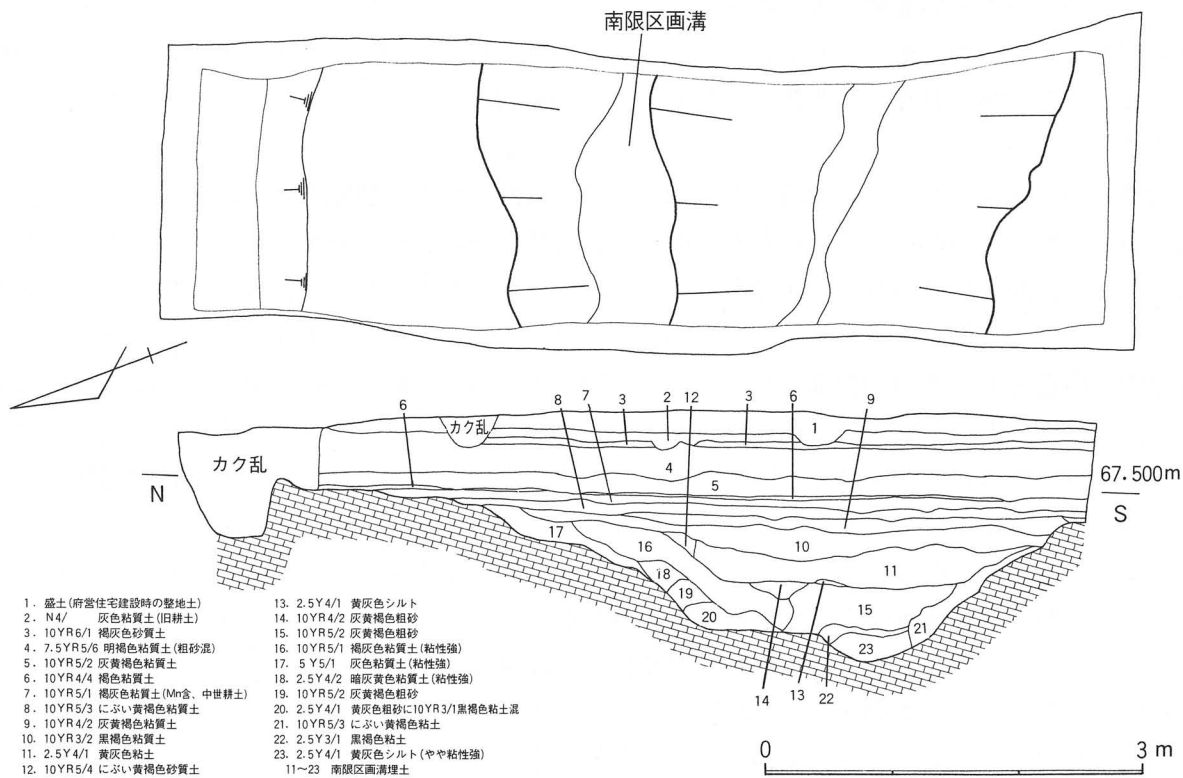 南限区画溝
6
8
7
3
2
12
3
6
9
カク乱
カク乱
1
4
5
67.500m
N
S
10
11
17
16
18
19
20
15
21
23
14
13
22
1. 盛土(府営住宅建設時の整地土)
2. N4/ 灰色粘質土(旧耕土)
3. 10YR6/1 褐灰色砂質土
4. 7.5YR5/6 明褐色粘質土(粗砂混)
5. 10YR5/2 灰黄褐色粘質土
6. 10YR4/4 褐色粘質土
7. 10YR5/1 褐灰色粘質土(Mn含、中世耕土)
8. 10YR5/3 にぶい黄褐色粘質土
9. 10YR4/2 灰黄褐色粘質土
10. 10YR3/2 黒褐色粘質土
11. 2.5Y4/1 黄灰色粘土
12. 10YR5/4 にぶい黄褐色砂質土
13. 2.5Y4/1 黄灰色シルト
14. 10YR4/2 灰黄褐色粗砂
15. 10YR5/2 灰黄褐色粗砂
16. 10YR5/1 褐灰色粘質土(粘性強)
17. 5Y5/1 灰色粘質土(粘性強)
18. 2.5Y4/2 暗灰黄色粘質土(粘性強)
19. 10YR5/2 灰黄褐色粗砂
20. 2.5Y4/1 黄灰色粗砂に10YR3/1黒褐色粘土混
21. 10YR5/3 にぶい黄褐色粘土
22. 2.5Y3/1 黒褐色粘土
23. 2.5Y4/1 黄灰色シルト(やや粘性強)
11~23 南限区画溝埋土
0 3 m